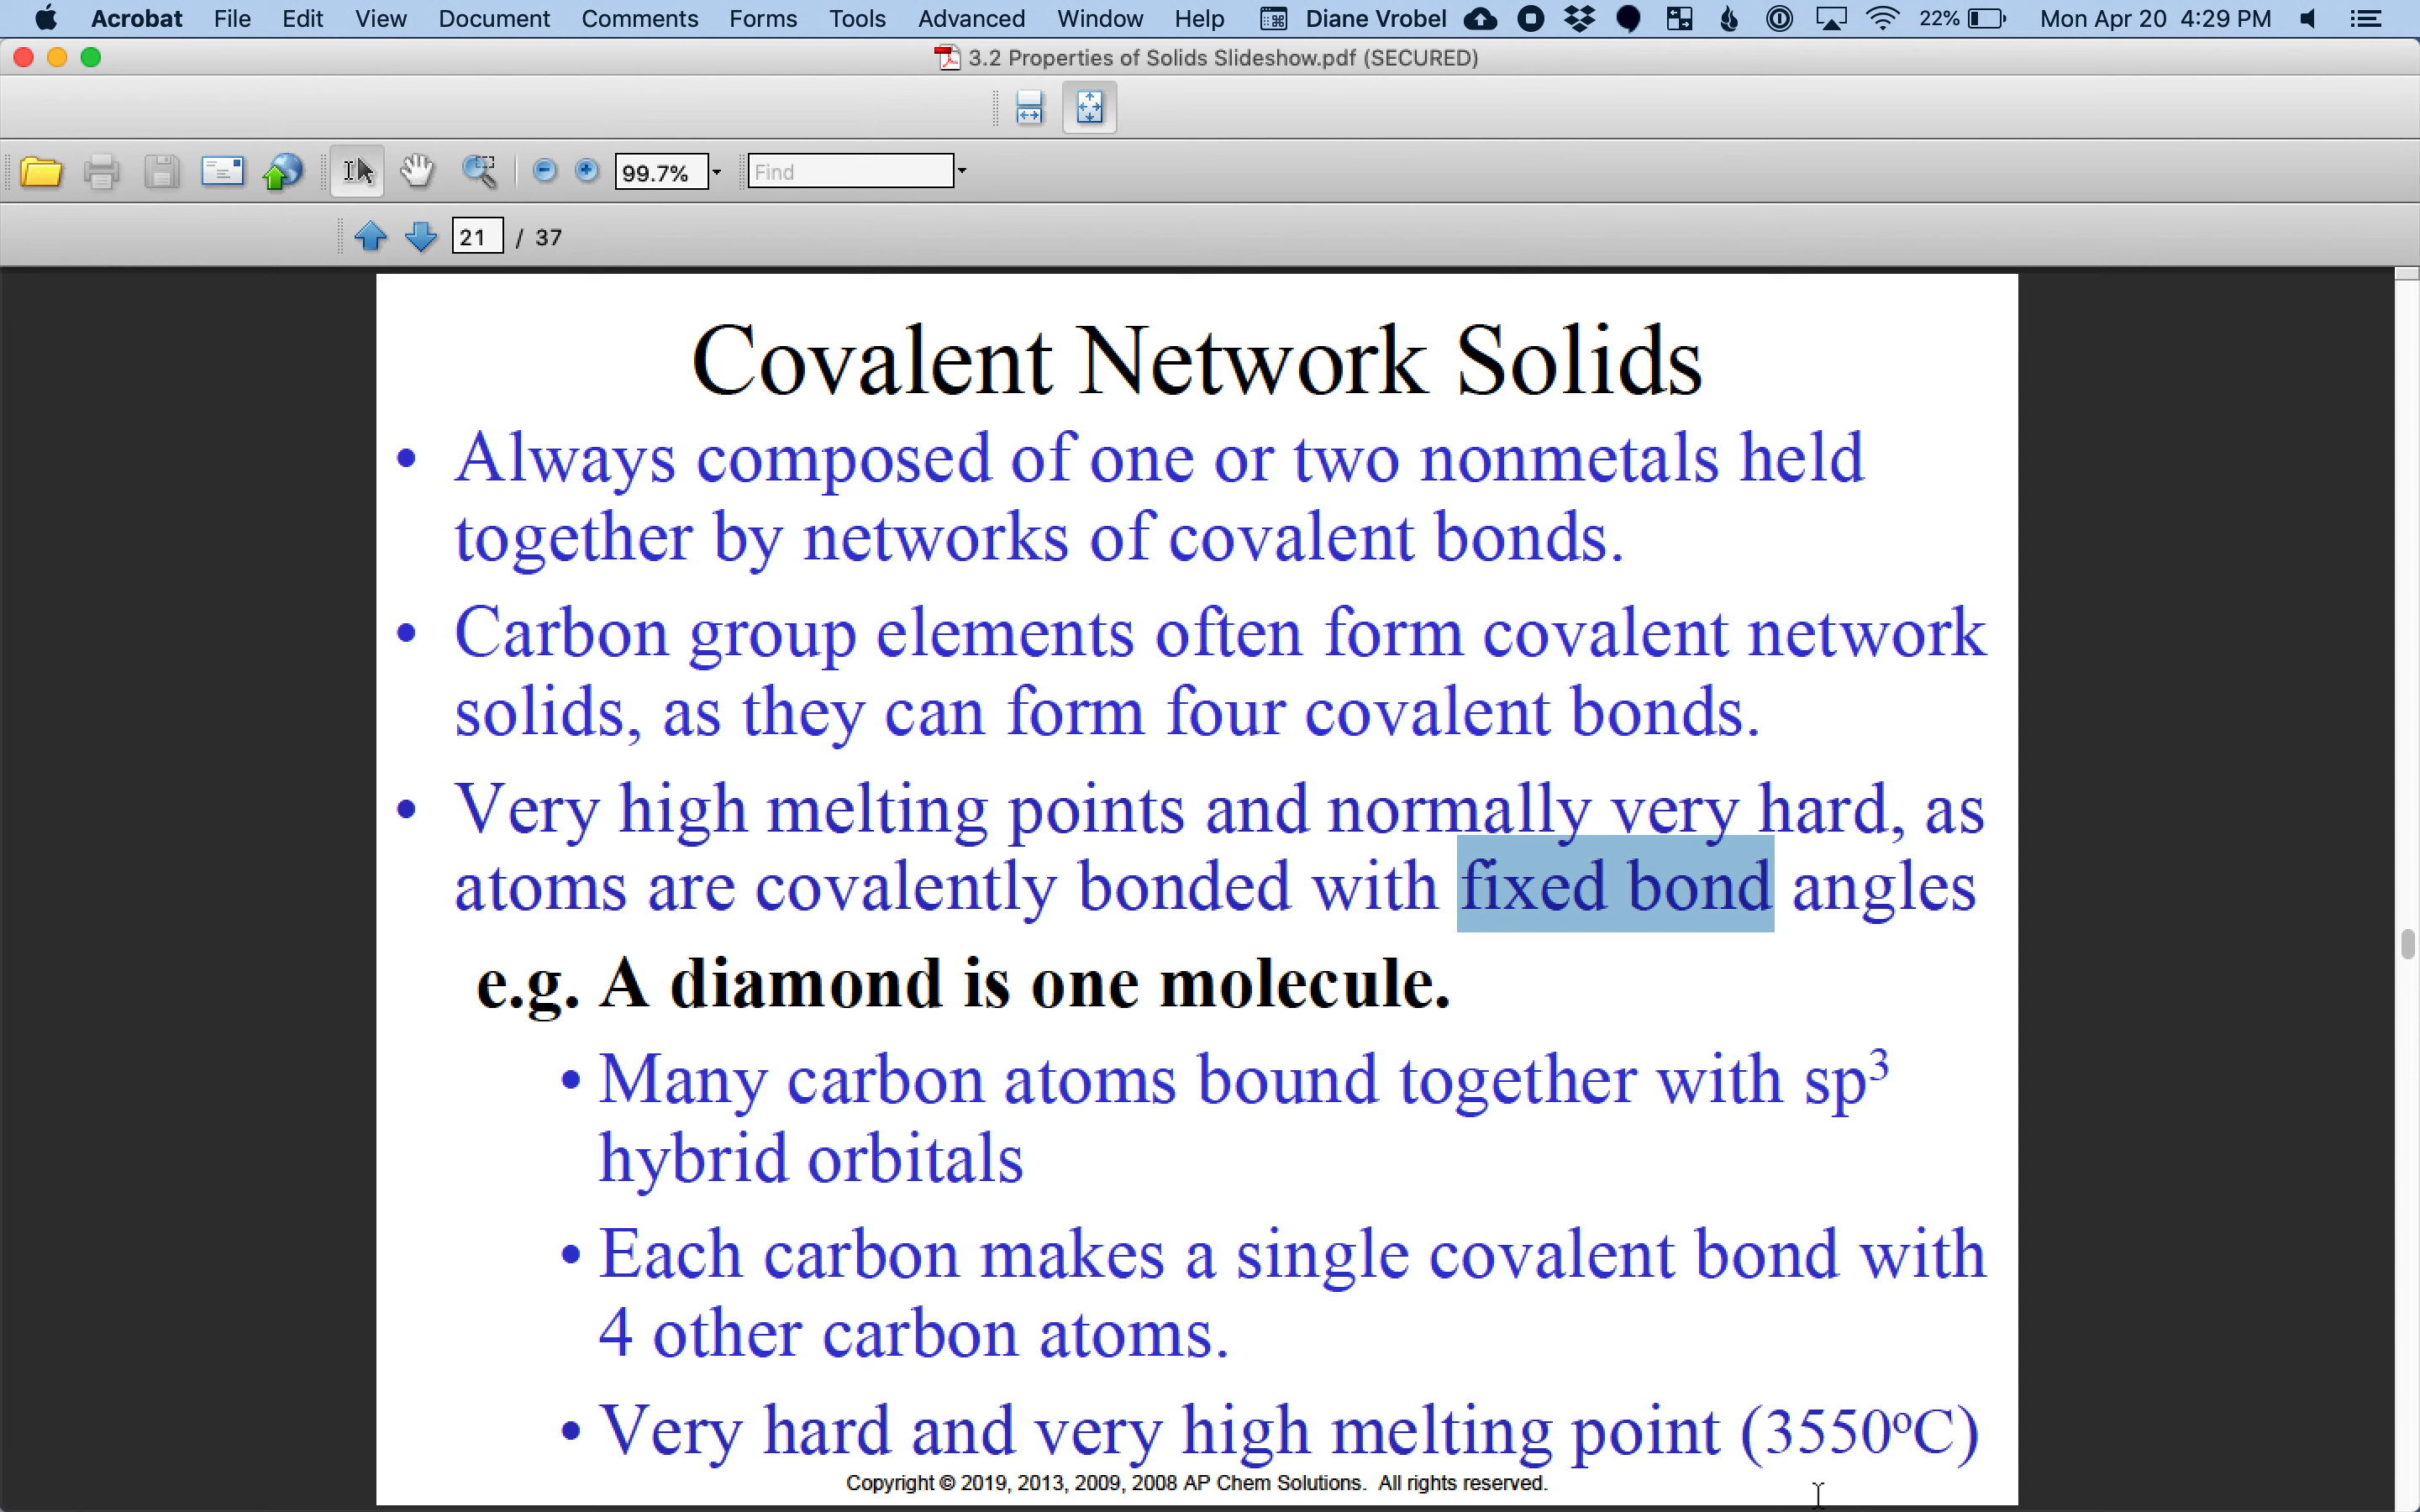 Acrobat File Edit View Document Comments Forms Tools Advanced Window Help Diane Vrobel 22% Mon Apr 20 4:29 PM
3.2 Properties of Solids Slideshow.pdf (SECURED)
99.7% Find
21 / 37
Covalent Network Solids
• Always composed of one or two nonmetals held
together by networks of covalent bonds.
• Carbon group elements often form covalent network
solids, as they can form four covalent bonds.
• Very high melting points and normally very hard, as
atoms are covalently bonded with fixed bond angles
e.g. A diamond is one molecule.
• Many carbon atoms bound together with sp³
hybrid orbitals
• Each carbon makes a single covalent bond with
4 other carbon atoms.
• Very hard and very high melting point (3550ºC)
Copyright © 2019, 2013, 2009, 2008 AP Chem Solutions. All rights reserved.